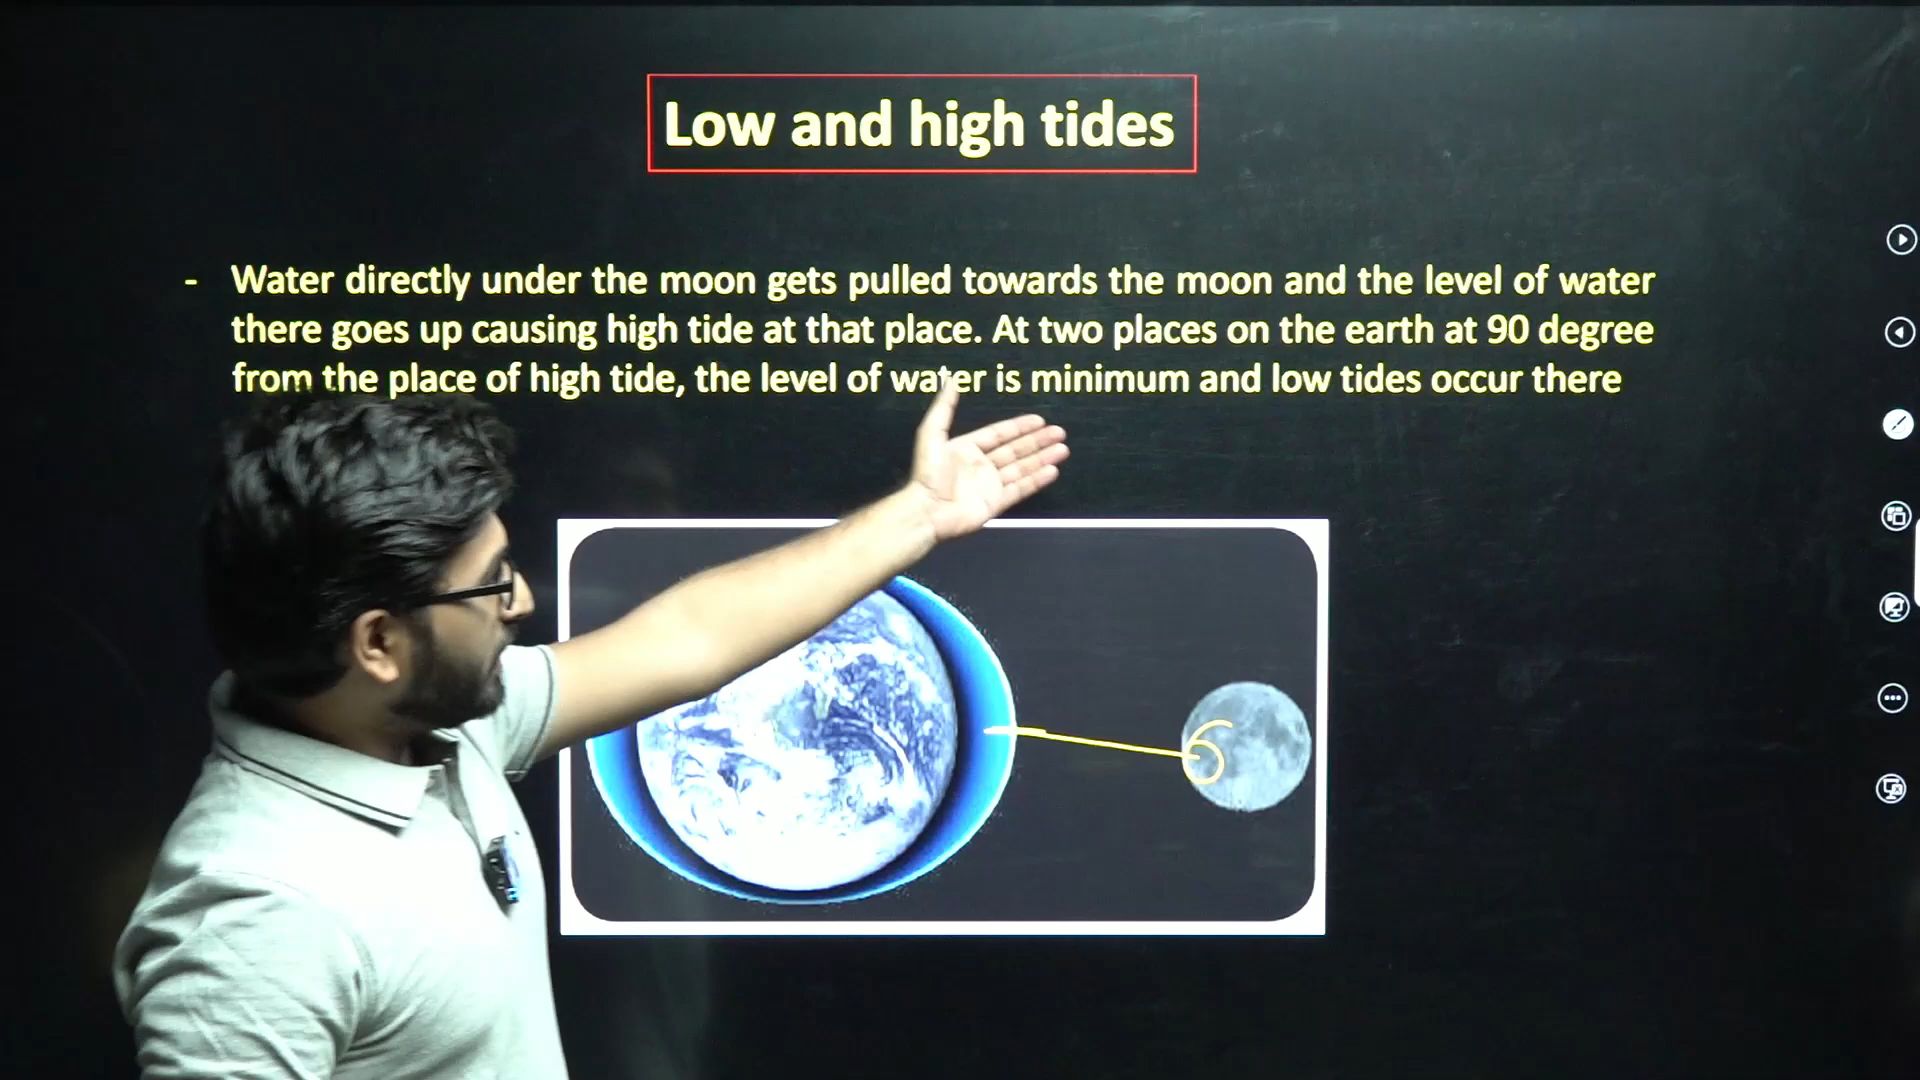 Low and high tides
- Water directly under the moon gets pulled towards the moon and the level of water
there goes up causing high tide at that place. At two places on the earth at 90 degree
from the place of high tide, the level of water is minimum and low tides occur there